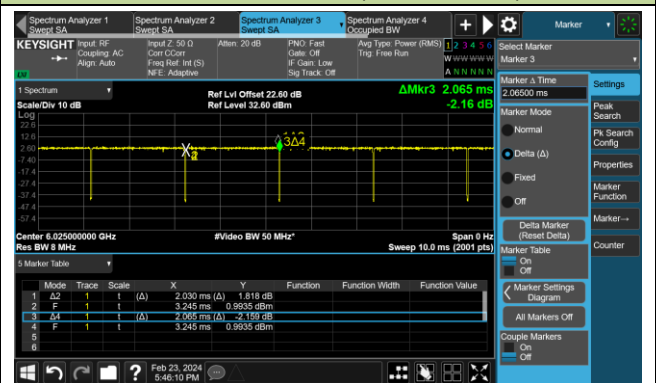 Spectrum Analyzer 1
Swept SA
Spectrum Analyzer 2
Swept SA
Spectrum Analyzer 3
Swept SA
Spectrum Analyzer 4
Occupied BW
Marker
KEYSIGHT
Input: RF
Coupling: AC
Align: Auto
Input Z: 50 Ω
Corr CCorr
Freq Ref: Int (S)
NFE: Adaptive
Atten: 20 dB
PNO: Fast
Gate: Off
IF Gain: Low
Sig Track: Off
Avg Type: Power (RMS)
Trig: Free Run
1 2 3 4 5 6
W W W W W W
A N N N N N
Select Marker
Marker 3
1 Spectrum
Scale/Div 10 dB
Ref Lvl Offset 22.60 dB
Ref Level 32.60 dBm
ΔMkr3 2.065 ms
-2.16 dB
Log
22.6
12.6
2.60
-7.40
-17.4
-27.4
-37.4
-47.4
-57.4
3Δ4
Center 6.025000000 GHz
Res BW 8 MHz
#Video BW 50 MHz*
Span 0 Hz
Sweep 10.0 ms (2001 pts)
5 Marker Table
Mode Trace Scale X Y Function Function Width Function Value
1 Δ2 1 t (Δ) 2.030 ms (Δ) 1.818 dB
2 F 1 t 3.245 ms 0.9935 dBm
3 Δ4 1 t (Δ) 2.065 ms (Δ) -2.159 dB
4 F 1 t 3.245 ms 0.9935 dBm
5
6
Marker Δ Time
2.06500 ms
Marker Mode
Normal
Delta (Δ)
Fixed
Off
Delta Marker
(Reset Delta)
Marker Table
On
Off
Marker Settings
Diagram
All Markers Off
Couple Markers
On
Off
Settings
Peak
Search
Pk Search
Config
Properties
Marker
Function
Marker→
Counter
Feb 23, 2024
5:46:10 PM